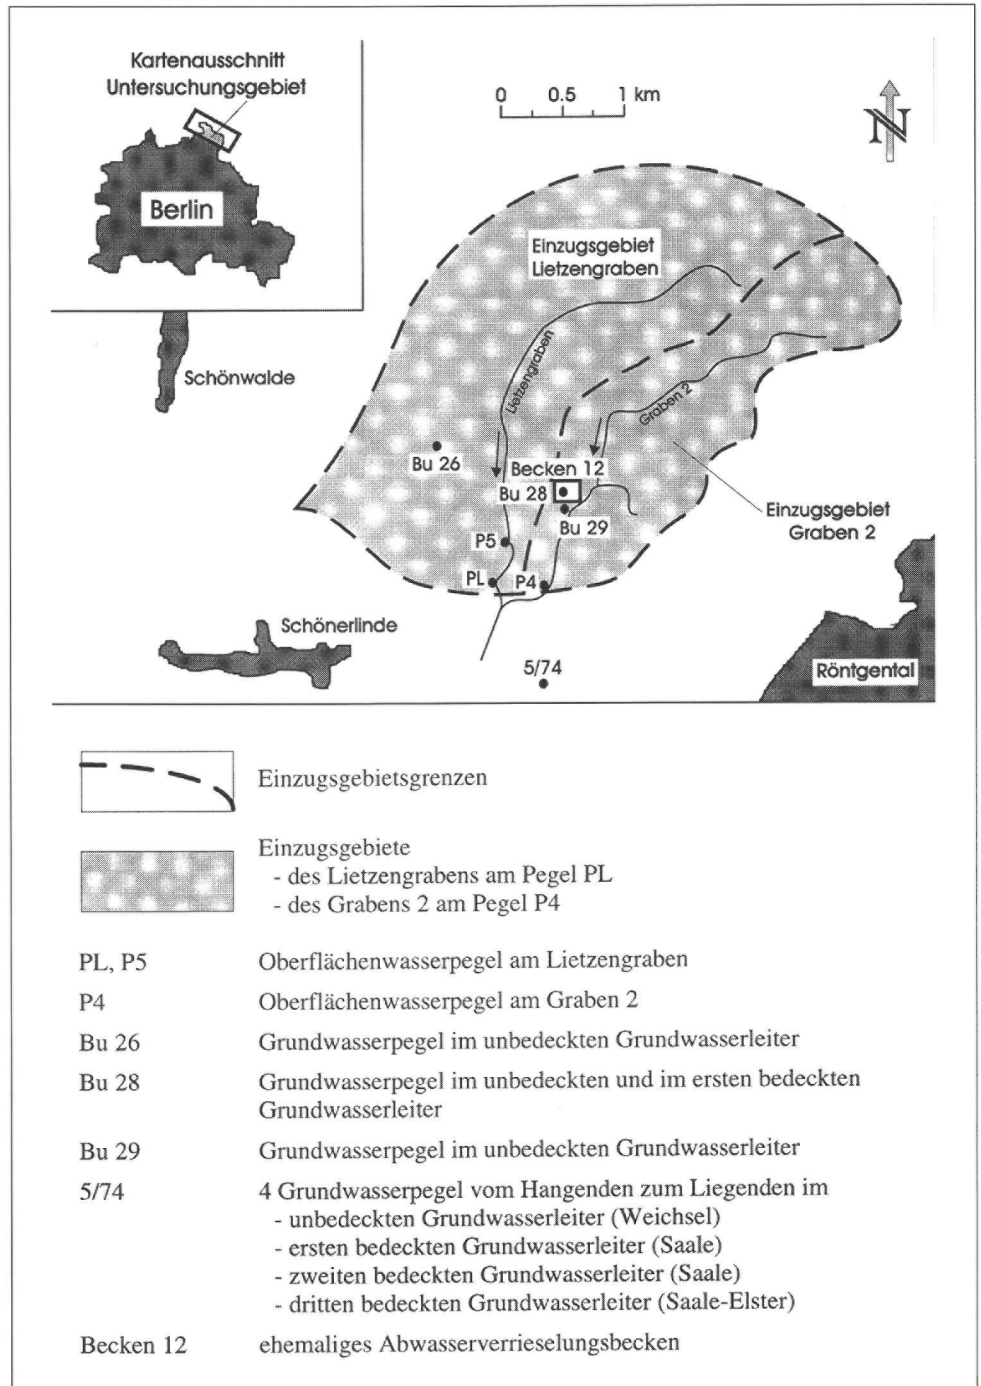 Kartenausschnitt
Untersuchungsgebiet
Berlin
0 0.5 1 km
N
Einzugsgebiet
Lietzengraben
Lietzengraben
Graben 2
Schönwalde
Bu 26
Becken 12
Bu 28
Bu 29
Einzugsgebiet
Graben 2
P5
PL
P4
Schönerlinde
5/74
Röntgental
Einzugsgebietsgrenzen
Einzugsgebiete
- des Lietzengrabens am Pegel PL
- des Grabens 2 am Pegel P4
PL, P5 Oberflächenwasserpegel am Lietzengraben
P4 Oberflächenwasserpegel am Graben 2
Bu 26 Grundwasserpegel im unbedeckten Grundwasserleiter
Bu 28 Grundwasserpegel im unbedeckten und im ersten bedeckten
Grundwasserleiter
Bu 29 Grundwasserpegel im unbedeckten Grundwasserleiter
5/74 4 Grundwasserpegel vom Hangenden zum Liegenden im
- unbedeckten Grundwasserleiter (Weichsel)
- ersten bedeckten Grundwasserleiter (Saale)
- zweiten bedeckten Grundwasserleiter (Saale)
- dritten bedeckten Grundwasserleiter (Saale-Elster)
Becken 12 ehemaliges Abwasserverrieselungsbecken